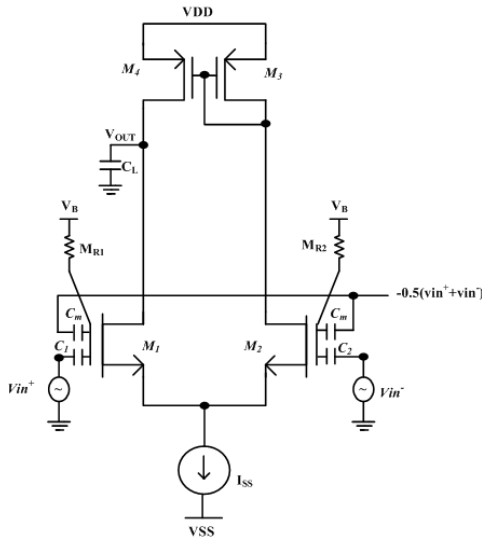 VDD
M4 M3
VOUT
CL
VB VB
MR1 MR2
-0.5(vin++vin-)
Cm Cm
C1 M1 M2 C2
Vin+ ~ ~ Vin-
ISS
VSS